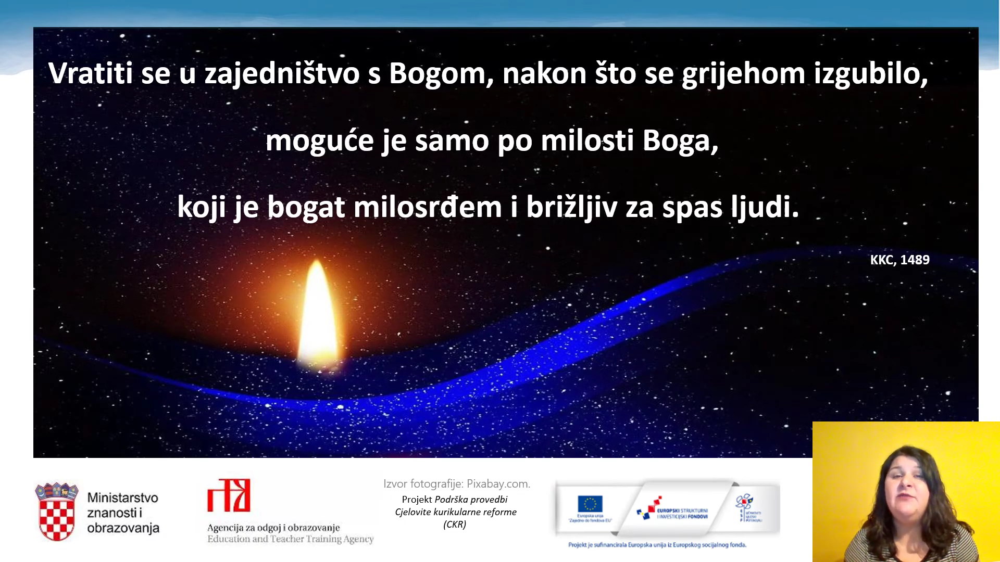 Vratiti se u zajedništvo s Bogom, nakon što se grijehom izgubilo,
moguće je samo po milosti Boga,
koji je bogat milosrđem i brižljiv za spas ljudi.
KKC, 1489
Ministarstvo
znanosti i
obrazovanja
Agencija za odgoj i obrazovanje
Education and Teacher Training Agency
Izvor fotografije: Pixabay.com.
Projekt Podrška provedbi
Cjelovite kurikularne reforme
(CKR)
Europska unija
"Zajedno do fondova EU"
EUROPSKI STRUKTURNI
I INVESTICIJSKI FONDOVI
Projekt je sufinancirala Europska unija iz Europskog socijalnog fonda.